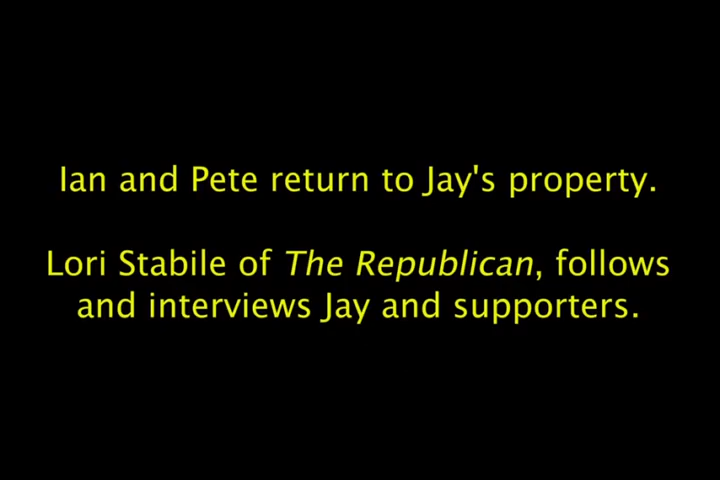 Ian and Pete return to Jay's property.
Lori Stabile of The Republican, follows
and interviews Jay and supporters.